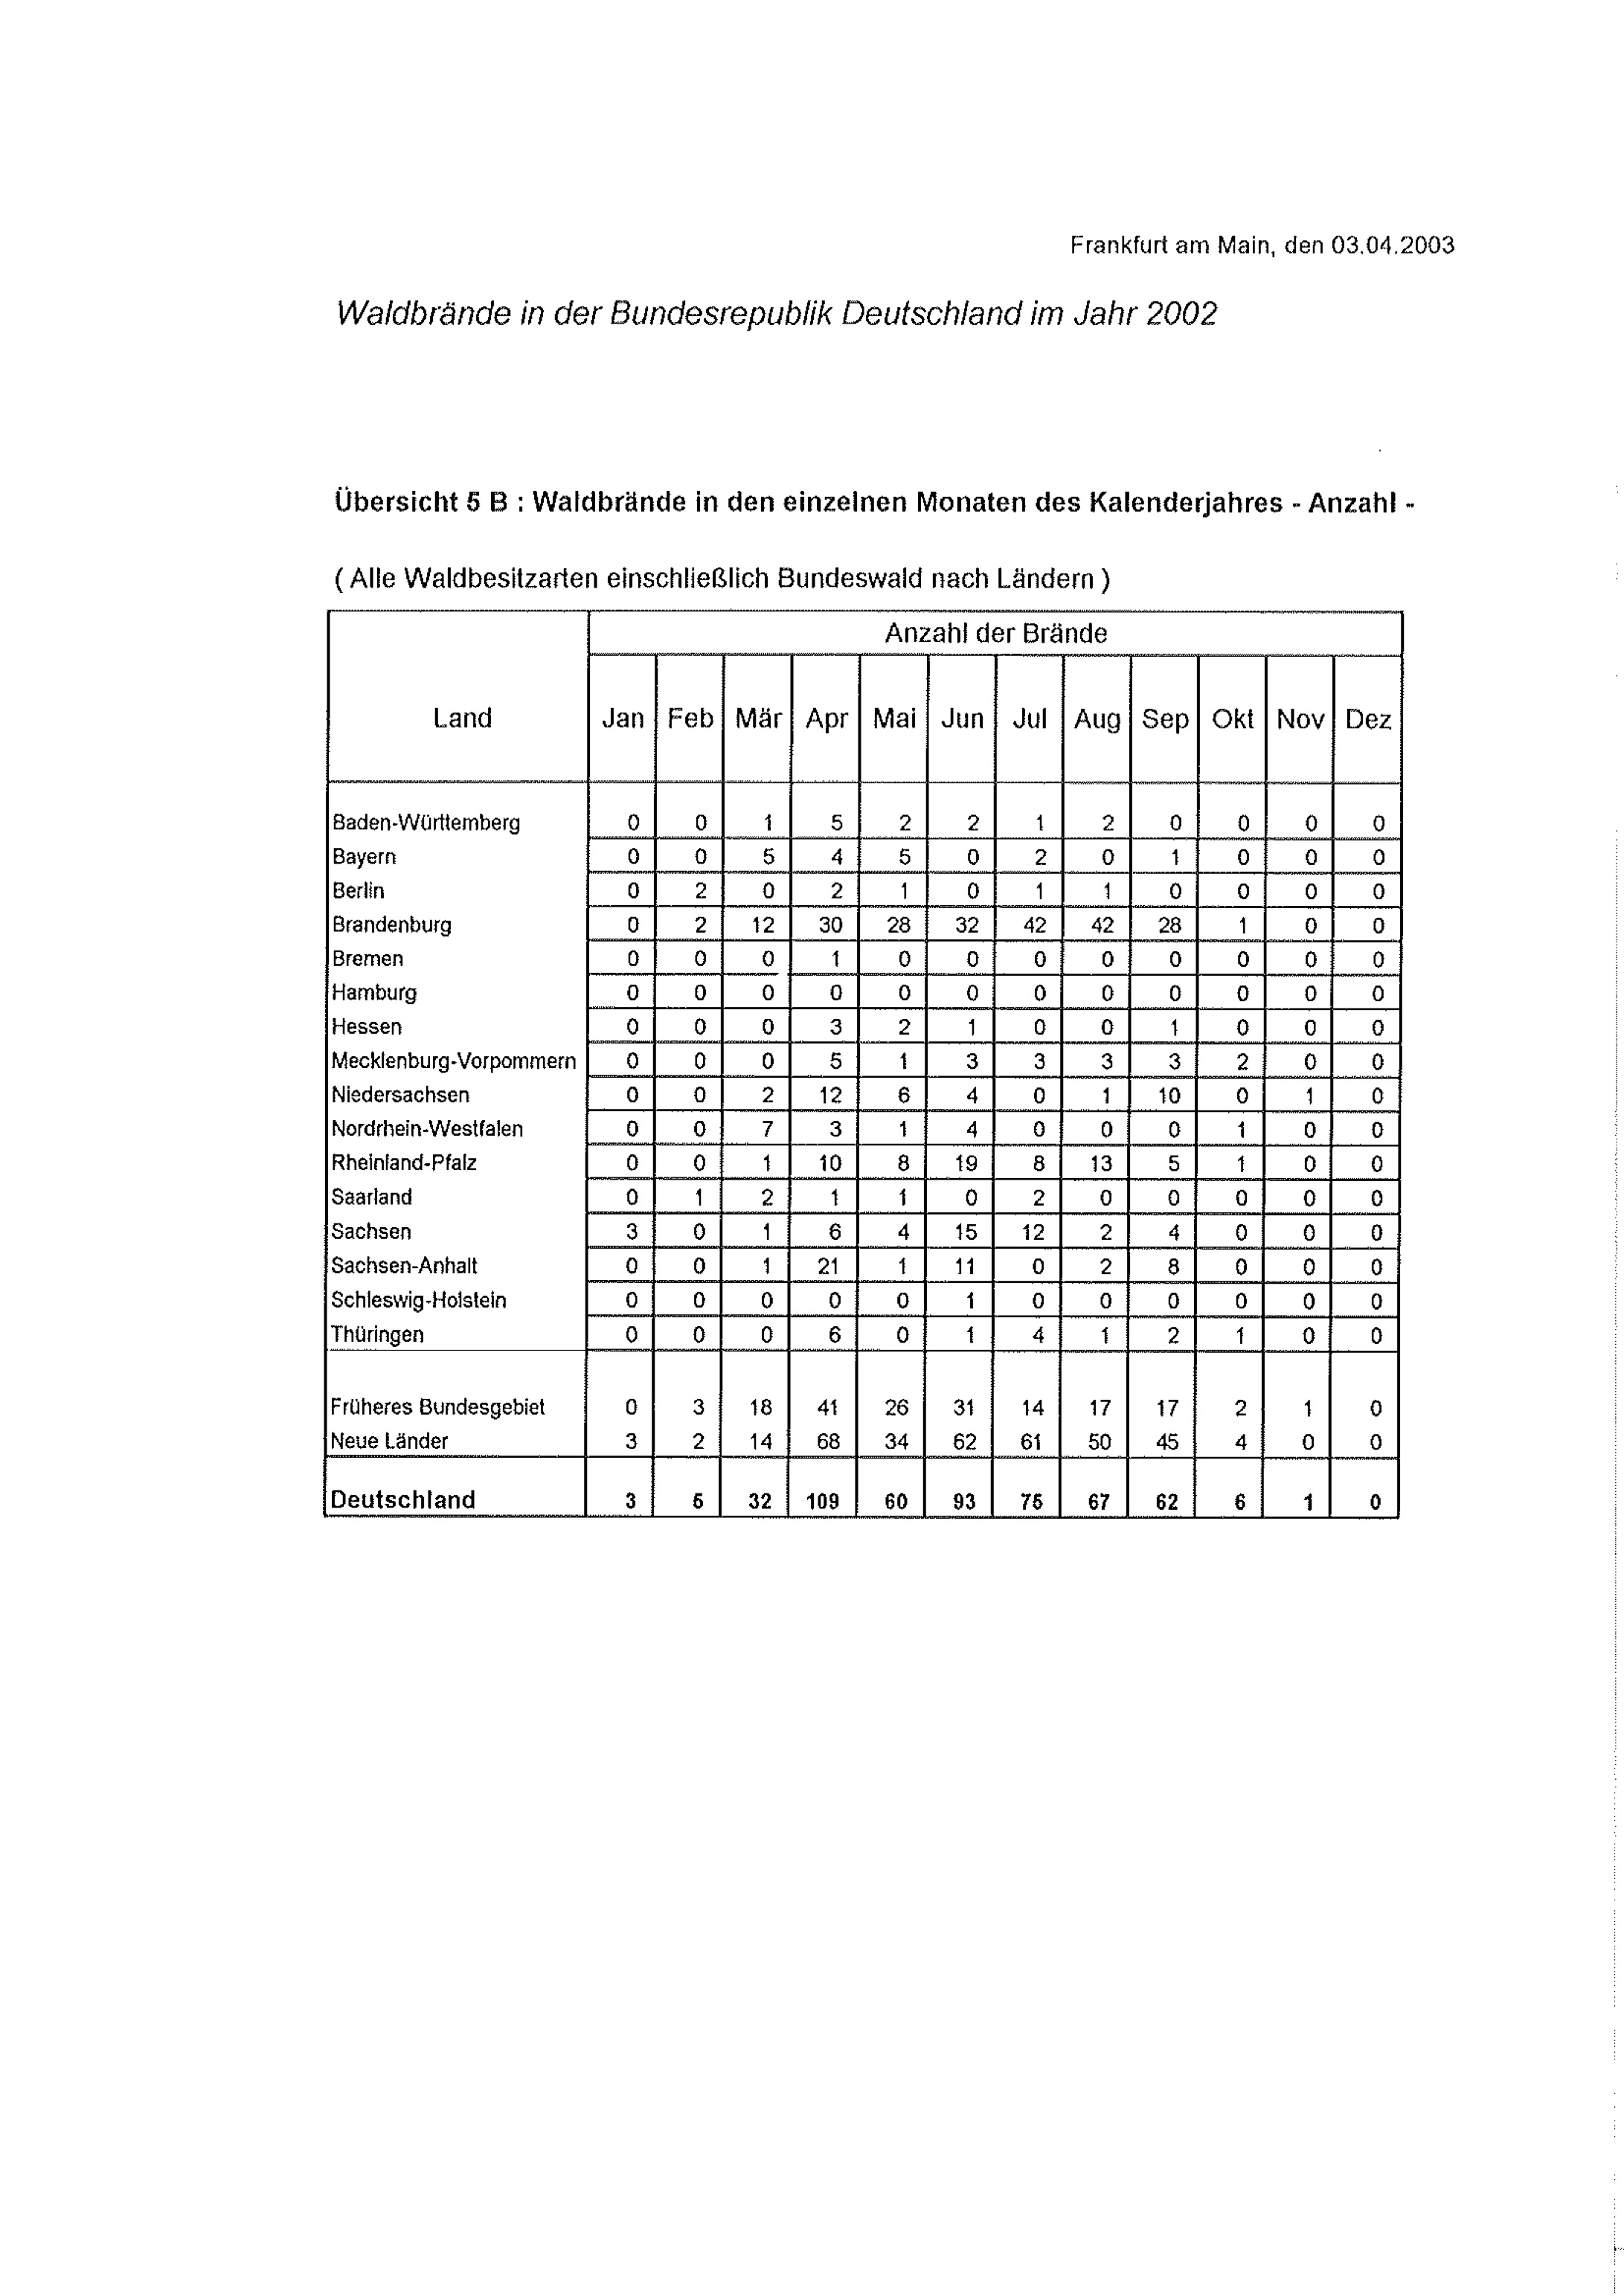 Frankfurt am Main, den 03.04.2003
Waldbrände in der Bundesrepublik Deutschland im Jahr 2002
Übersicht 5 B : Waldbrände in den einzelnen Monaten des Kalenderjahres - Anzahl -
( Alle Waldbesitzarten einschließlich Bundeswald nach Ländern )
Anzahl der Brände
Land Jan Feb Mär Apr Mai Jun Jul Aug Sep Okt Nov Dez
Baden-Württemberg 0 0 1 5 2 2 1 2 0 0 0 0
Bayern 0 0 5 4 5 0 2 0 1 0 0 0
Berlin 0 2 0 2 1 0 1 1 0 0 0 0
Brandenburg 0 2 12 30 28 32 42 42 28 1 0 0
Bremen 0 0 0 1 0 0 0 0 0 0 0 0
Hamburg 0 0 0 0 0 0 0 0 0 0 0 0
Hessen 0 0 0 3 2 1 0 0 1 0 0 0
Mecklenburg-Vorpommern 0 0 0 5 1 3 3 3 3 2 0 0
Niedersachsen 0 0 2 12 6 4 0 1 10 0 1 0
Nordrhein-Westfalen 0 0 7 3 1 4 0 0 0 1 0 0
Rheinland-Pfalz 0 0 1 10 8 19 8 13 5 1 0 0
Saarland 0 1 2 1 1 0 2 0 0 0 0 0
Sachsen 3 0 1 6 4 15 12 2 4 0 0 0
Sachsen-Anhalt 0 0 1 21 1 11 0 2 8 0 0 0
Schleswig-Holstein 0 0 0 0 0 1 0 0 0 0 0 0
Thüringen 0 0 0 6 0 1 4 1 2 1 0 0
Früheres Bundesgebiet 0 3 18 41 26 31 14 17 17 2 1 0
Neue Länder 3 2 14 68 34 62 61 50 45 4 0 0
Deutschland 3 5 32 109 60 93 75 67 62 6 1 0